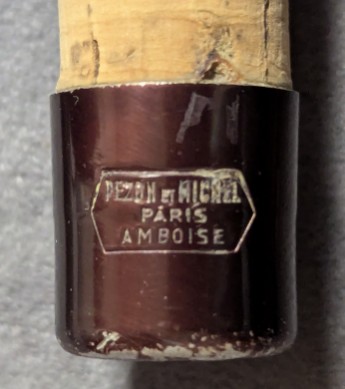 PEZON ET MICHEL
PARIS
AMBOISE